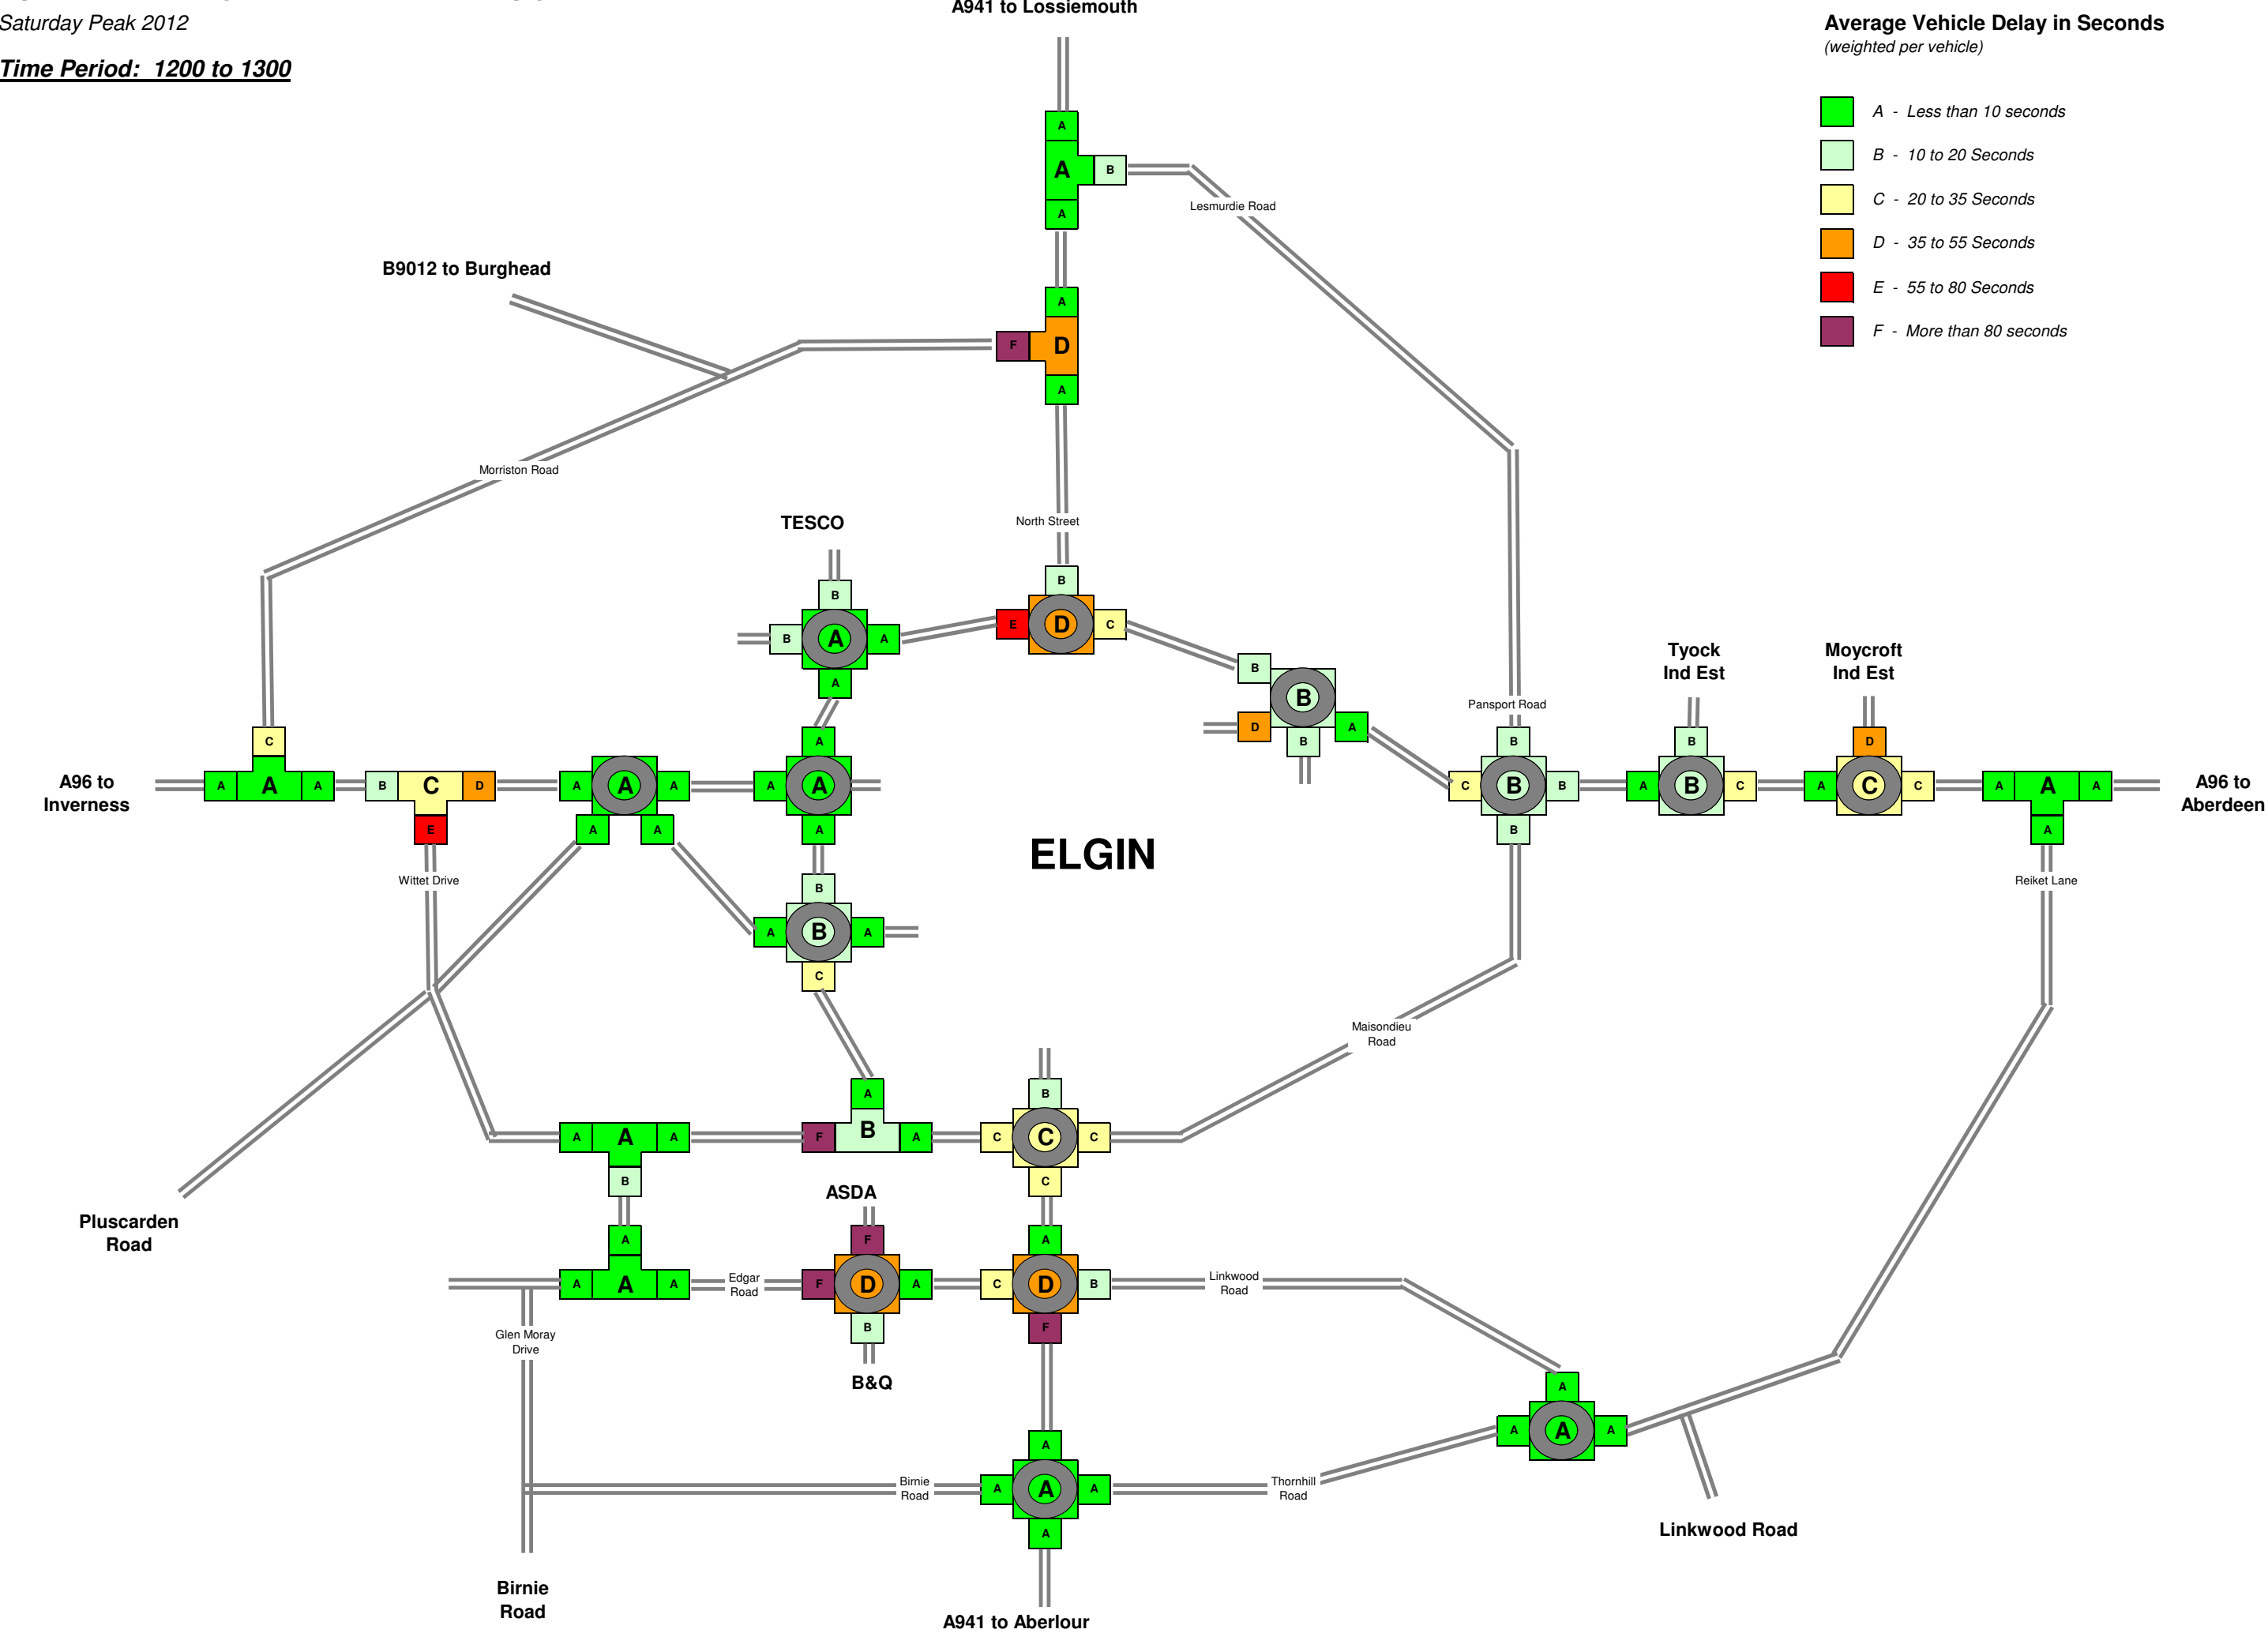 Saturday Peak 2012
Time Period: 1200 to 1300
A941 to Lossiemouth
Average Vehicle Delay in Seconds
(weighted per vehicle)
A - Less than 10 seconds
B - 10 to 20 Seconds
C - 20 to 35 Seconds
D - 35 to 55 Seconds
E - 55 to 80 Seconds
F - More than 80 seconds
A
A B
A
Lesmurdie Road
B9012 to Burghead
A
F D
A
Morriston Road
North Street
TESCO
B
B A A
A
B
E D C
B
B
D A
B
Pansport Road
Tyock
Ind Est
Moycroft
Ind Est
A96 to
Inverness
C
A A A
B C D
E
A A A
A A
A
A A
A
B
C B B
B
B
A B C
D
A C C
A A A
A
A96 to
Aberdeen
ELGIN
Wittet Drive
Reiket Lane
B
A B A
C
Maisondieu
Road
A
F B A
B
C C C
C
A A A
B
Pluscarden
Road
ASDA
A
A A A
Edgar
Road
F
F D A
B
B&Q
A
C D B
F
Linkwood
Road
Glen Moray
Drive
A
A A A
Linkwood Road
Birnie
Road
A
A A A
A
Thornhill
Road
Birnie
Road
A941 to Aberlour